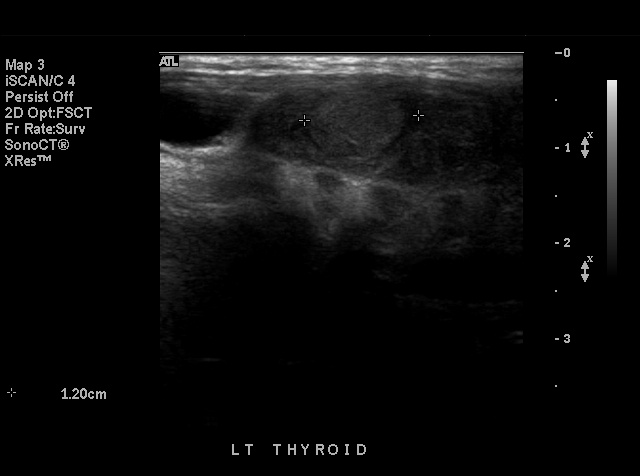 ATL
Map 3
iSCAN/C 4
Persist Off
2D Opt:FSCT
Fr Rate:Surv
SonoCT®
XRes™
0
1
x
2
x
3
1.20cm
LT THYROID